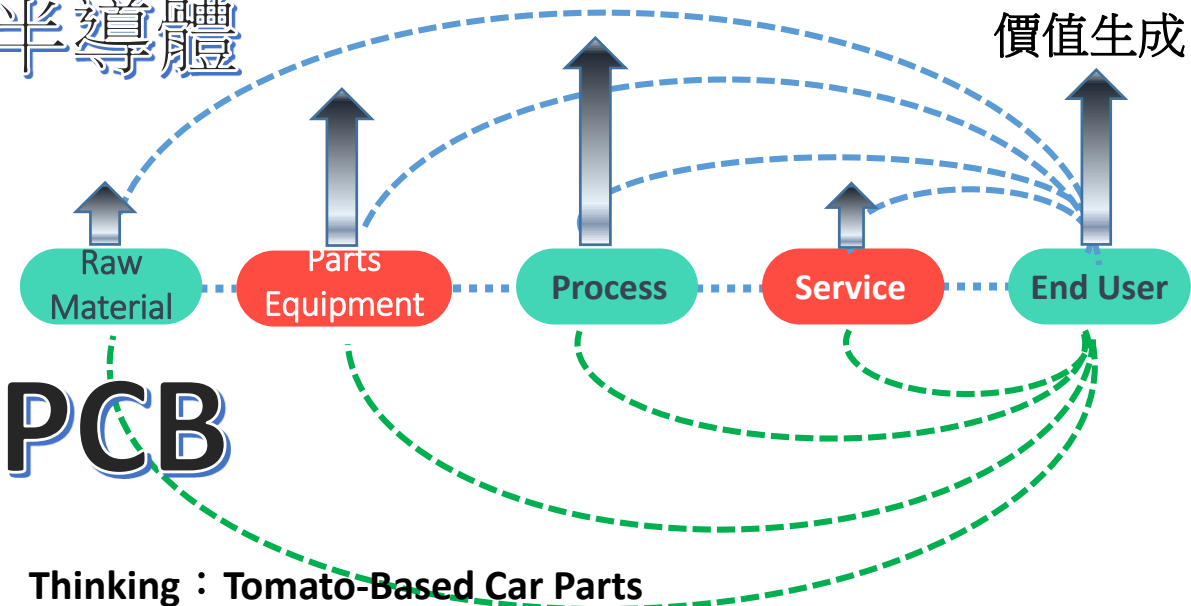 半導體
價值生成
Raw
Material
Parts
Equipment
Process
Service
End User
PCB
Thinking：Tomato-Based Car Parts